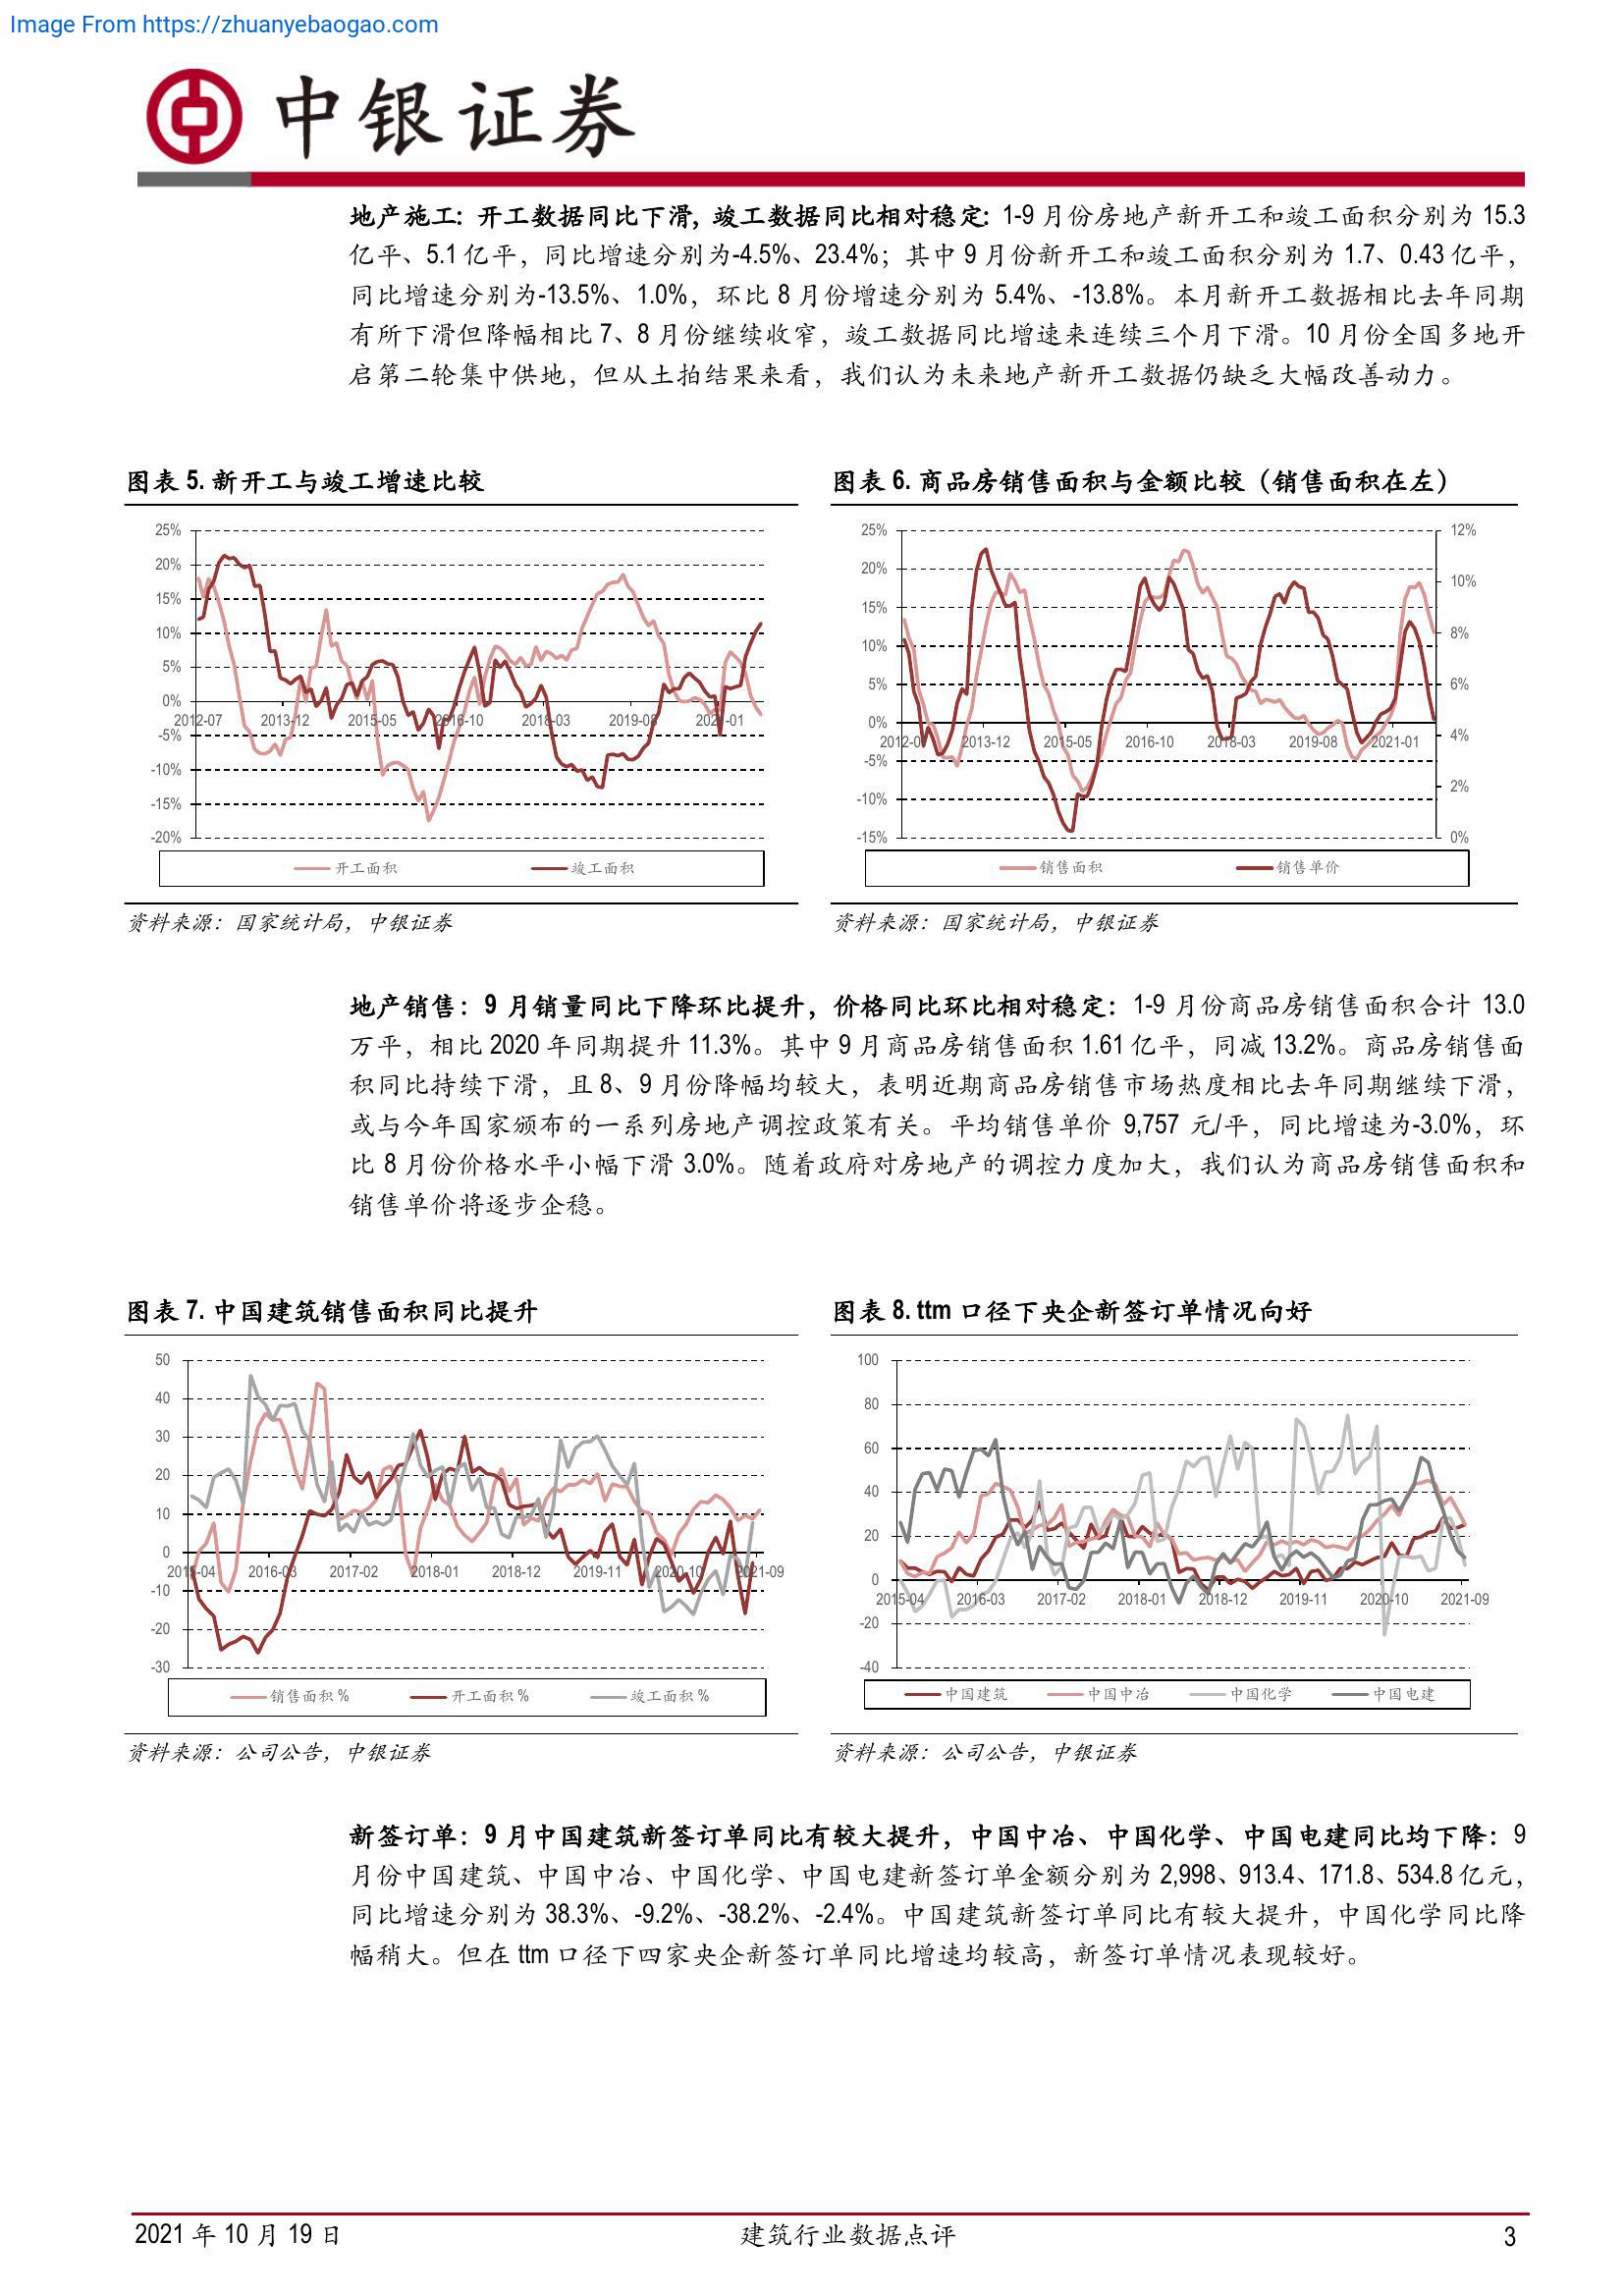 Image From https://zhuanyebaogao.com
中银证券
地产施工：开工数据同比下滑，竣工数据同比相对稳定：1-9 月份房地产新开工和竣工面积分别为 15.3
亿平、5.1 亿平，同比增速分别为-4.5%、23.4%；其中 9 月份新开工和竣工面积分别为 1.7、0.43 亿平，
同比增速分别为-13.5%、1.0%，环比 8 月份增速分别为 5.4%、-13.8%。本月新开工数据相比去年同期
有所下滑但降幅相比 7、8 月份继续收窄，竣工数据同比增速来连续三个月下滑。10 月份全国多地开
启第二轮集中供地，但从土拍结果来看，我们认为未来地产新开工数据仍缺乏大幅改善动力。
图表 5. 新开工与竣工增速比较
25%
20%
15%
10%
5%
0%
-5%
-10%
-15%
-20%
2012-07 2013-12 2015-05 2016-10 2018-03 2019-08 2021-01
开工面积 竣工面积
资料来源：国家统计局，中银证券
图表 6. 商品房销售面积与金额比较（销售面积在左）
25%
20%
15%
10%
5%
0%
-5%
-10%
-15%
12%
10%
8%
6%
4%
2%
0%
2012-0 2013-12 2015-05 2016-10 2018-03 2019-08 2021-01
销售面积 销售单价
资料来源：国家统计局，中银证券
地产销售：9 月销量同比下降环比提升，价格同比环比相对稳定：1-9 月份商品房销售面积合计 13.0
万平，相比 2020 年同期提升 11.3%。其中 9 月商品房销售面积 1.61 亿平，同减 13.2%。商品房销售面
积同比持续下滑，且 8、9 月份降幅均较大，表明近期商品房销售市场热度相比去年同期继续下滑，
或与今年国家颁布的一系列房地产调控政策有关。平均销售单价 9,757 元/平，同比增速为-3.0%，环
比 8 月份价格水平小幅下滑 3.0%。随着政府对房地产的调控力度加大，我们认为商品房销售面积和
销售单价将逐步企稳。
图表 7. 中国建筑销售面积同比提升
50
40
30
20
10
0
-10
-20
-30
2015-04 2016-03 2017-02 2018-01 2018-12 2019-11 2020-10 2021-09
销售面积 % 开工面积 % 竣工面积 %
资料来源：公司公告，中银证券
图表 8. ttm 口径下央企新签订单情况向好
100
80
60
40
20
0
-20
-40
2015-04 2016-03 2017-02 2018-01 2018-12 2019-11 2020-10 2021-09
中国建筑 中国中冶 中国化学 中国电建
资料来源：公司公告，中银证券
新签订单：9 月中国建筑新签订单同比有较大提升，中国中冶、中国化学、中国电建同比均下降：9
月份中国建筑、中国中冶、中国化学、中国电建新签订单金额分别为 2,998、913.4、171.8、534.8 亿元，
同比增速分别为 38.3%、-9.2%、-38.2%、-2.4%。中国建筑新签订单同比有较大提升，中国化学同比降
幅稍大。但在 ttm 口径下四家央企新签订单同比增速均较高，新签订单情况表现较好。
2021 年 10 月 19 日 建筑行业数据点评 3